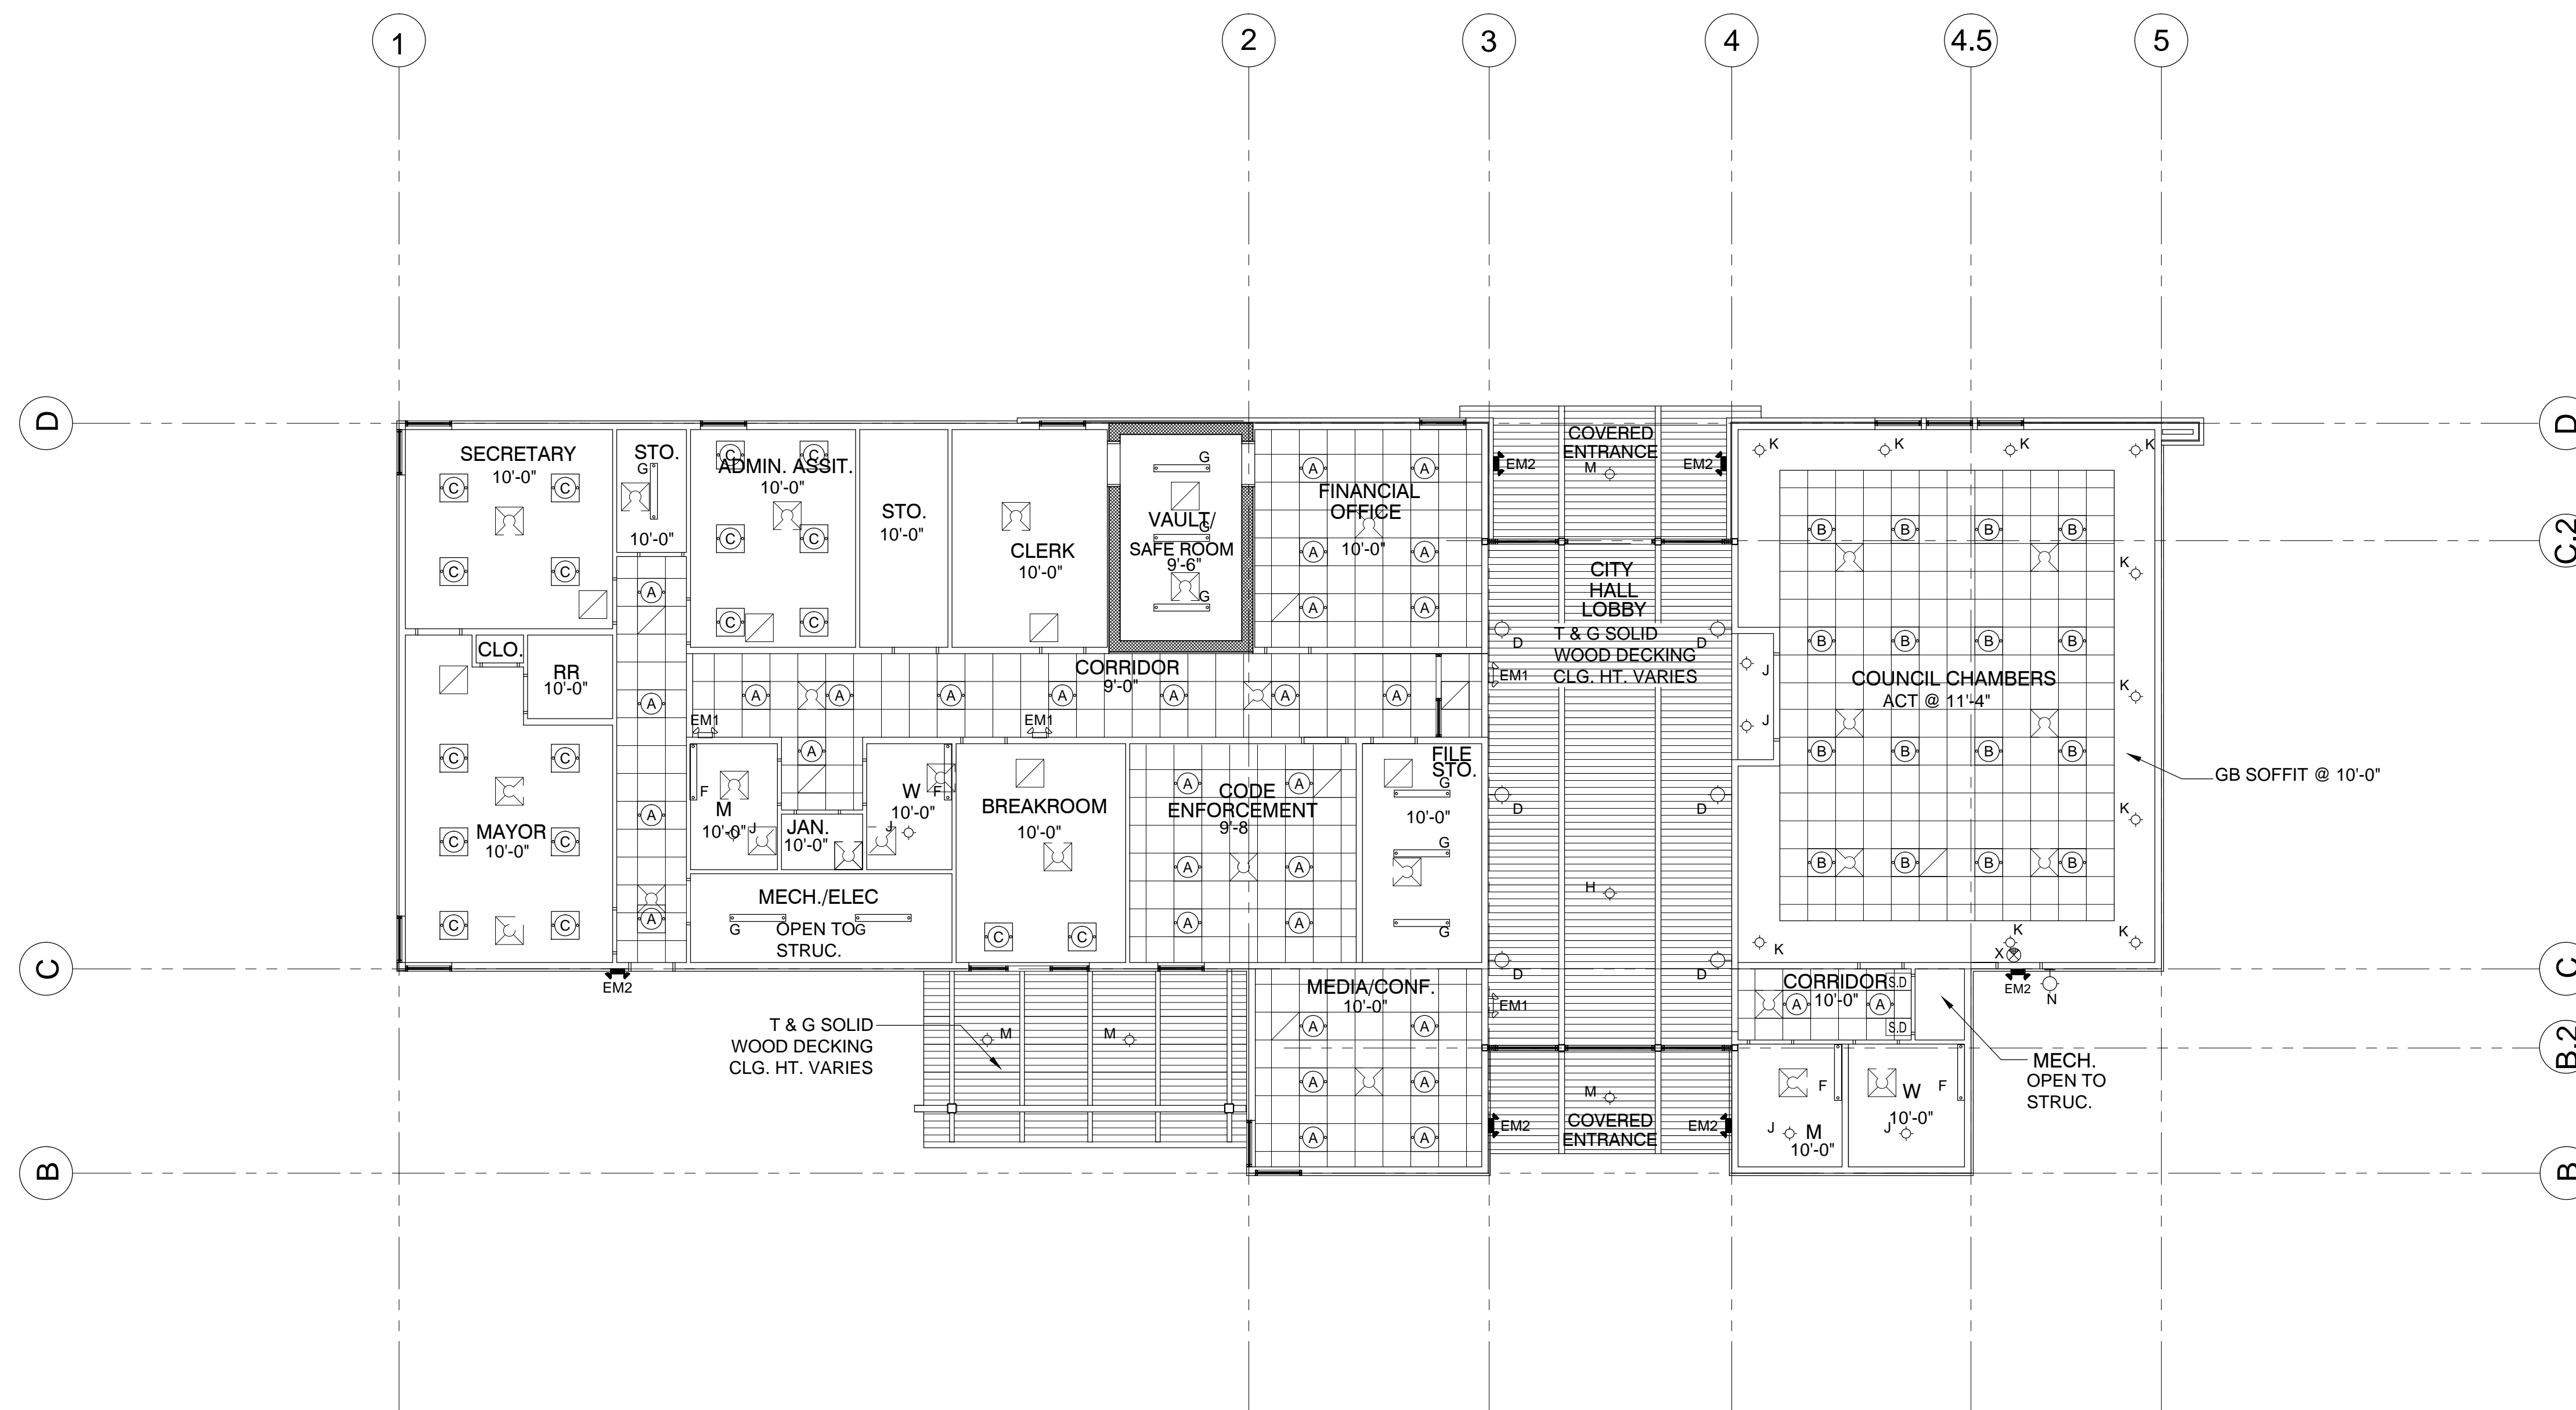 1
2
3
4
4.5
5
D
D
COVERED
ENTRANCE
M
EM2
EM2
K
K
K
K
SECRETARY
10'-0"
C
C
C
C
STO.
G
10'-0"
ADMIN. ASSIT.
10'-0"
C
C
C
C
C
C
STO.
10'-0"
CLERK
10'-0"
G
VAULT/
G
SAFE ROOM
9'-6"
G
FINANCIAL
OFFICE
10'-0"
A
A
A
A
A
A
C.2
CITY
HALL
LOBBY
T & G SOLID
WOOD DECKING
CLG. HT. VARIES
D
D
D
D
D
D
H
EM1
EM1
J
J
B
B
B
B
B
B
B
B
COUNCIL CHAMBERS
ACT @ 11'-4"
B
B
B
B
B
B
B
B
K
K
K
K
K
K
K
GB SOFFIT @ 10'-0"
CLO.
RR
10'-0"
A
A
A
A
CORRIDOR
9'-0"
A
A
A
A
A
A
A
EM1
EM1
A
MAYOR
10'-0"
C
C
C
C
C
C
F
M
10'-0"
J
JAN.
10'-0"
W
F
10'-0"
J
BREAKROOM
10'-0"
C
C
CODE
ENFORCEMENT
9'-8
A
A
A
A
A
A
FILE
STO.
G
10'-0"
G
G
MECH./ELEC
OPEN TO
STRUC.
G
G
C
C
EM2
X
EM2
N
T & G SOLID
WOOD DECKING
CLG. HT. VARIES
M
M
MEDIA/CONF.
10'-0"
A
A
A
A
A
A
CORRIDOR
10'-0"
A
A
S.D
S.D
B.2
MECH.
OPEN TO
STRUC.
M
COVERED
ENTRANCE
EM2
EM2
F
J
M
10'-0"
F
W
10'-0"
J
B
B